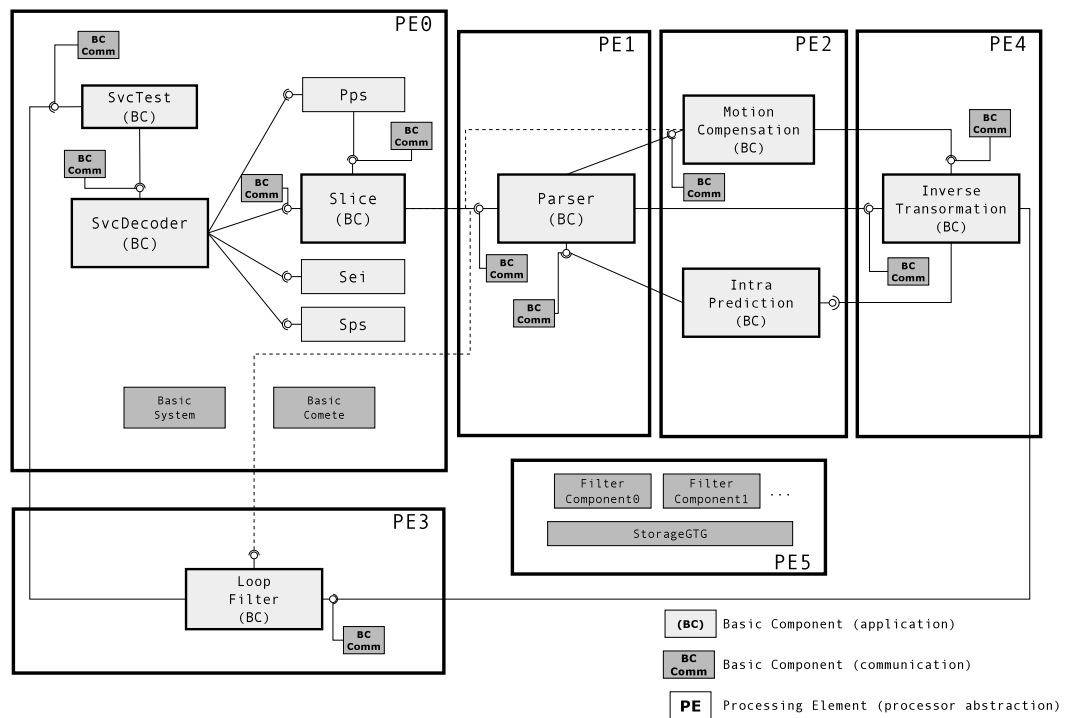 PE0
BC
Comm
SvcTest
(BC)
BC
Comm
SvcDecoder
(BC)
Pps
BC
Comm
BC
Comm
Slice
(BC)
Sei
Sps
Basic
System
Basic
Comete
PE1
Parser
(BC)
BC
Comm
BC
Comm
PE2
Motion
Compensation
(BC)
BC
Comm
Intra
Prediction
(BC)
PE4
BC
Comm
Inverse
Transormation
(BC)
BC
Comm
PE3
Loop
Filter
(BC)
BC
Comm
Filter
Component0
Filter
Component1
...
StorageGTG
PE5
(BC) Basic Component (application)
BC
Comm
Basic Component (communication)
PE Processing Element (processor abstraction)